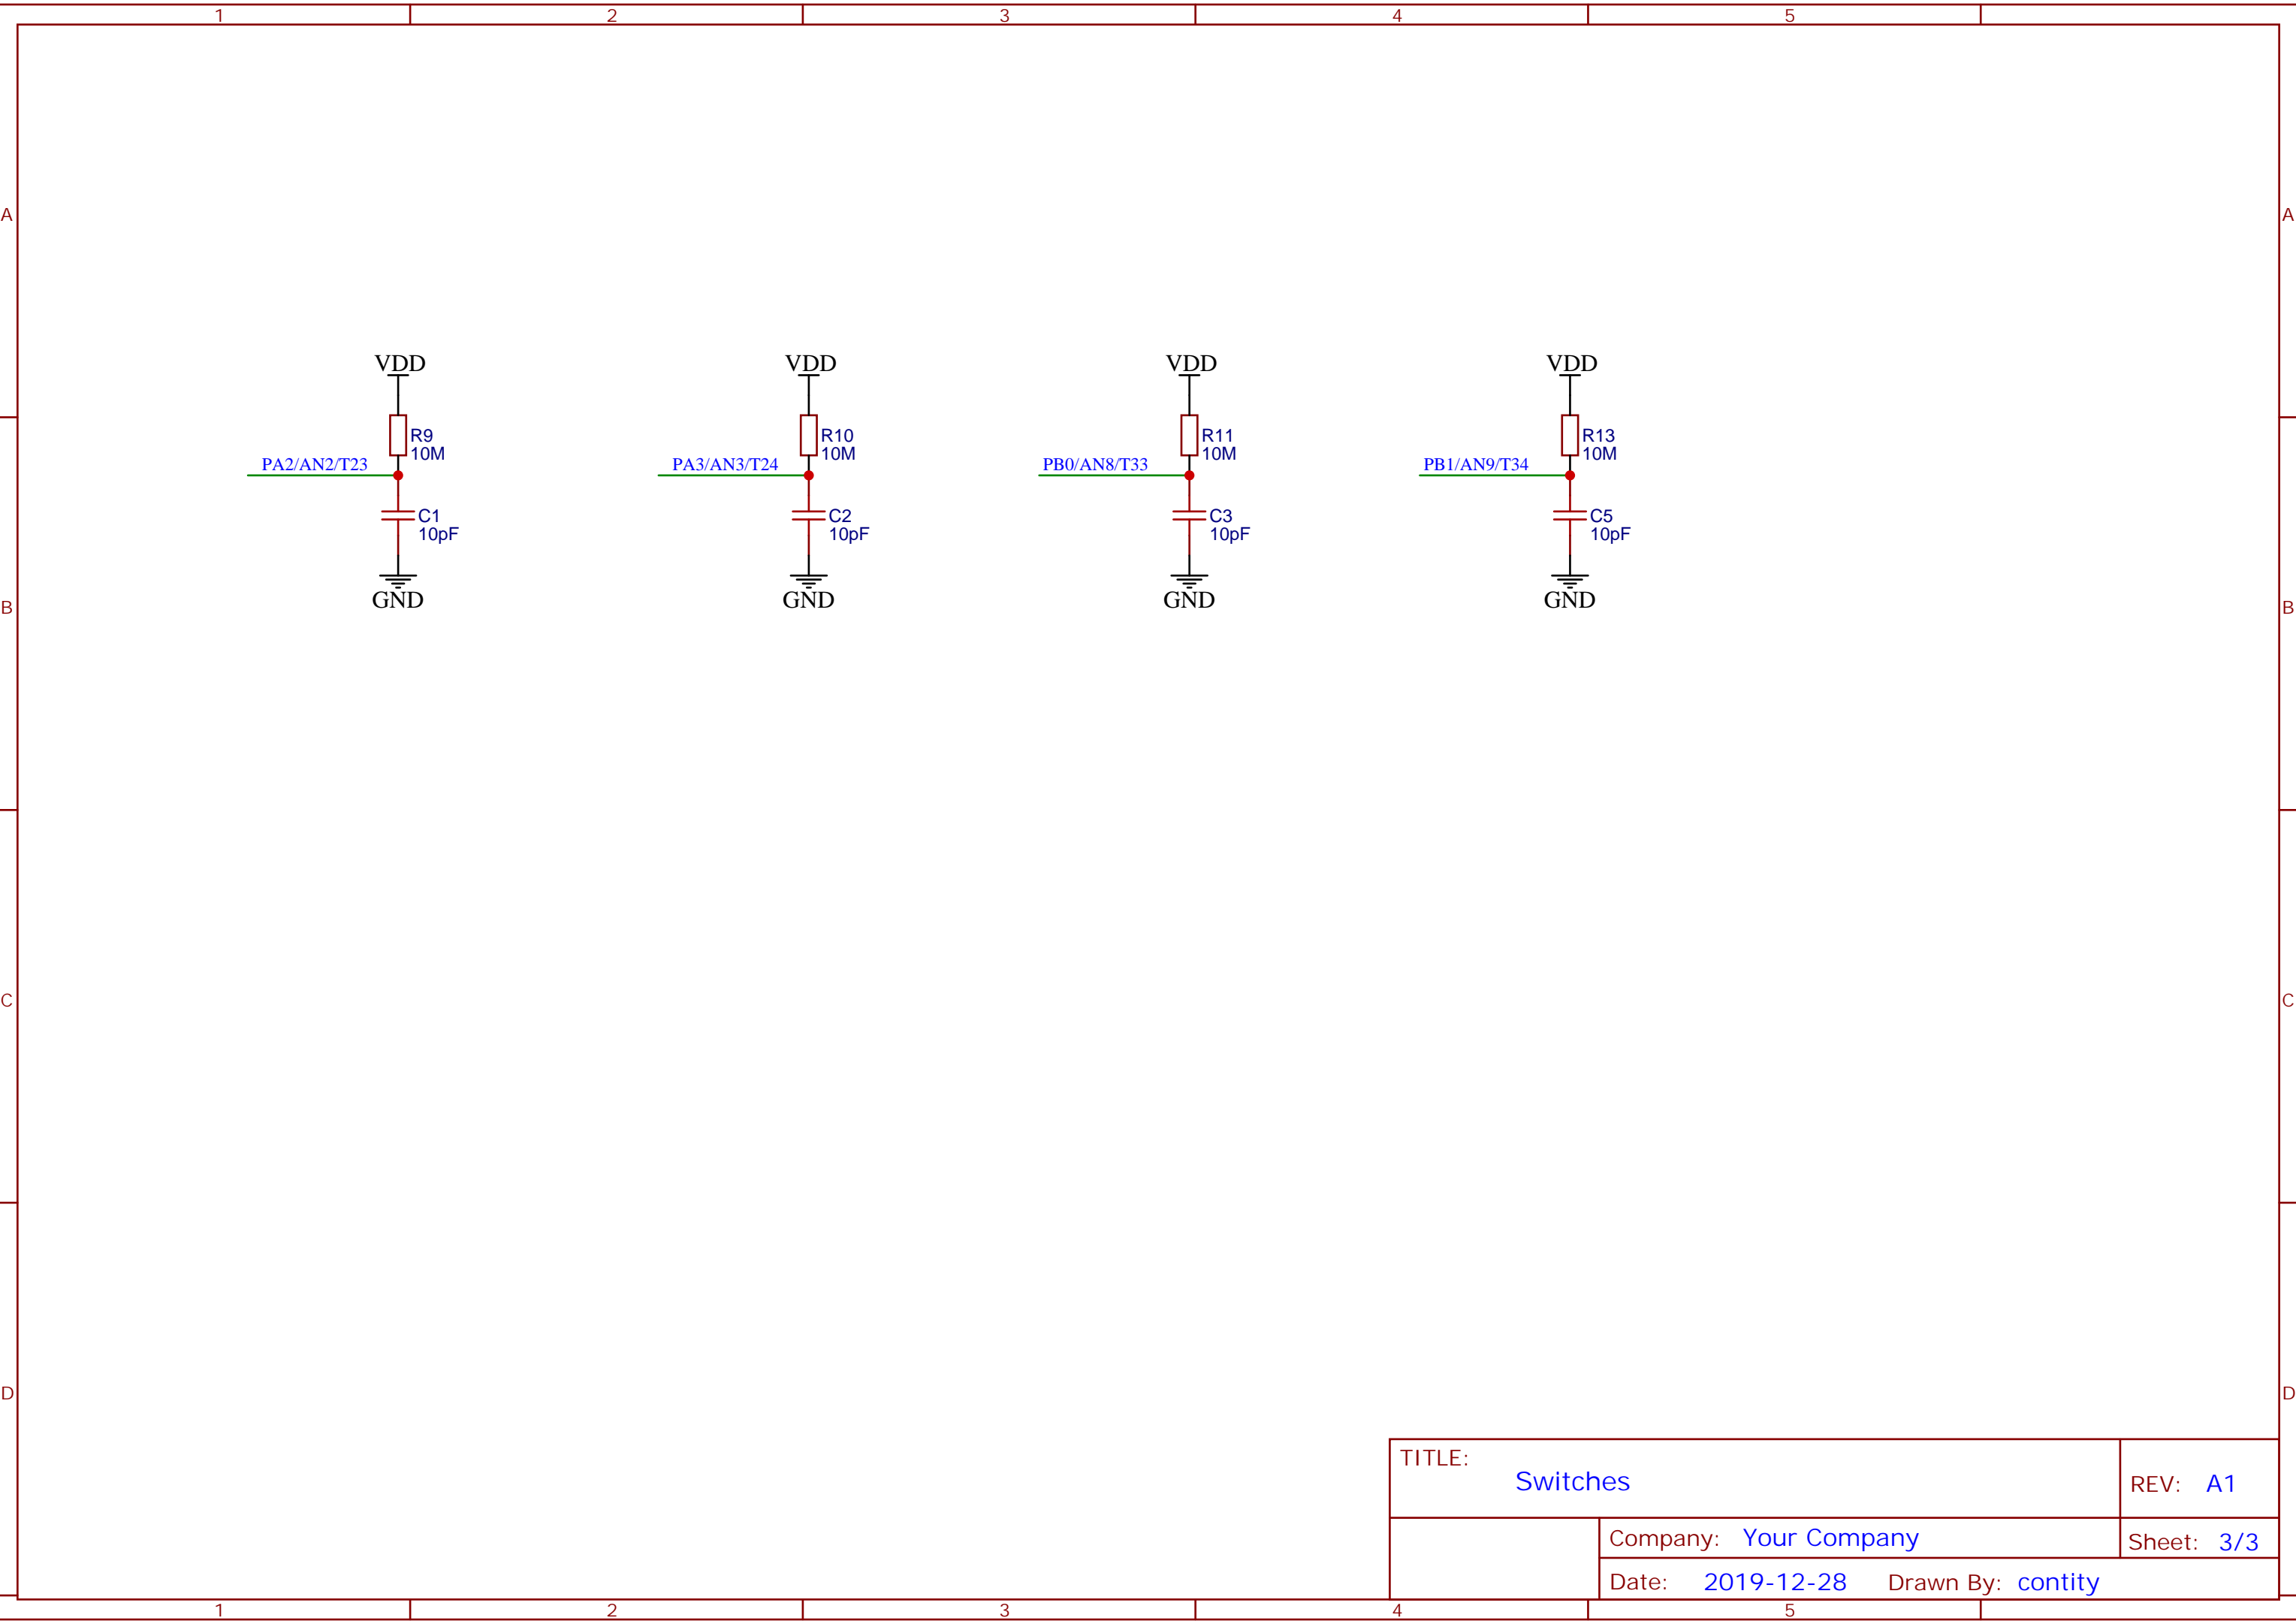 1 2 3 4 5
A A
VDD VDD VDD VDD
R9 R10 R11 R13
10M 10M 10M 10M
PA2/AN2/T23 PA3/AN3/T24 PB0/AN8/T33 PB1/AN9/T34
C1 C2 C3 C5
10pF 10pF 10pF 10pF
GND GND GND GND
B B
C C
D D
TITLE:
Switches
REV: A1
Company: Your Company
Sheet: 3/3
Date: 2019-12-28 Drawn By: contity
1 2 3 4 5